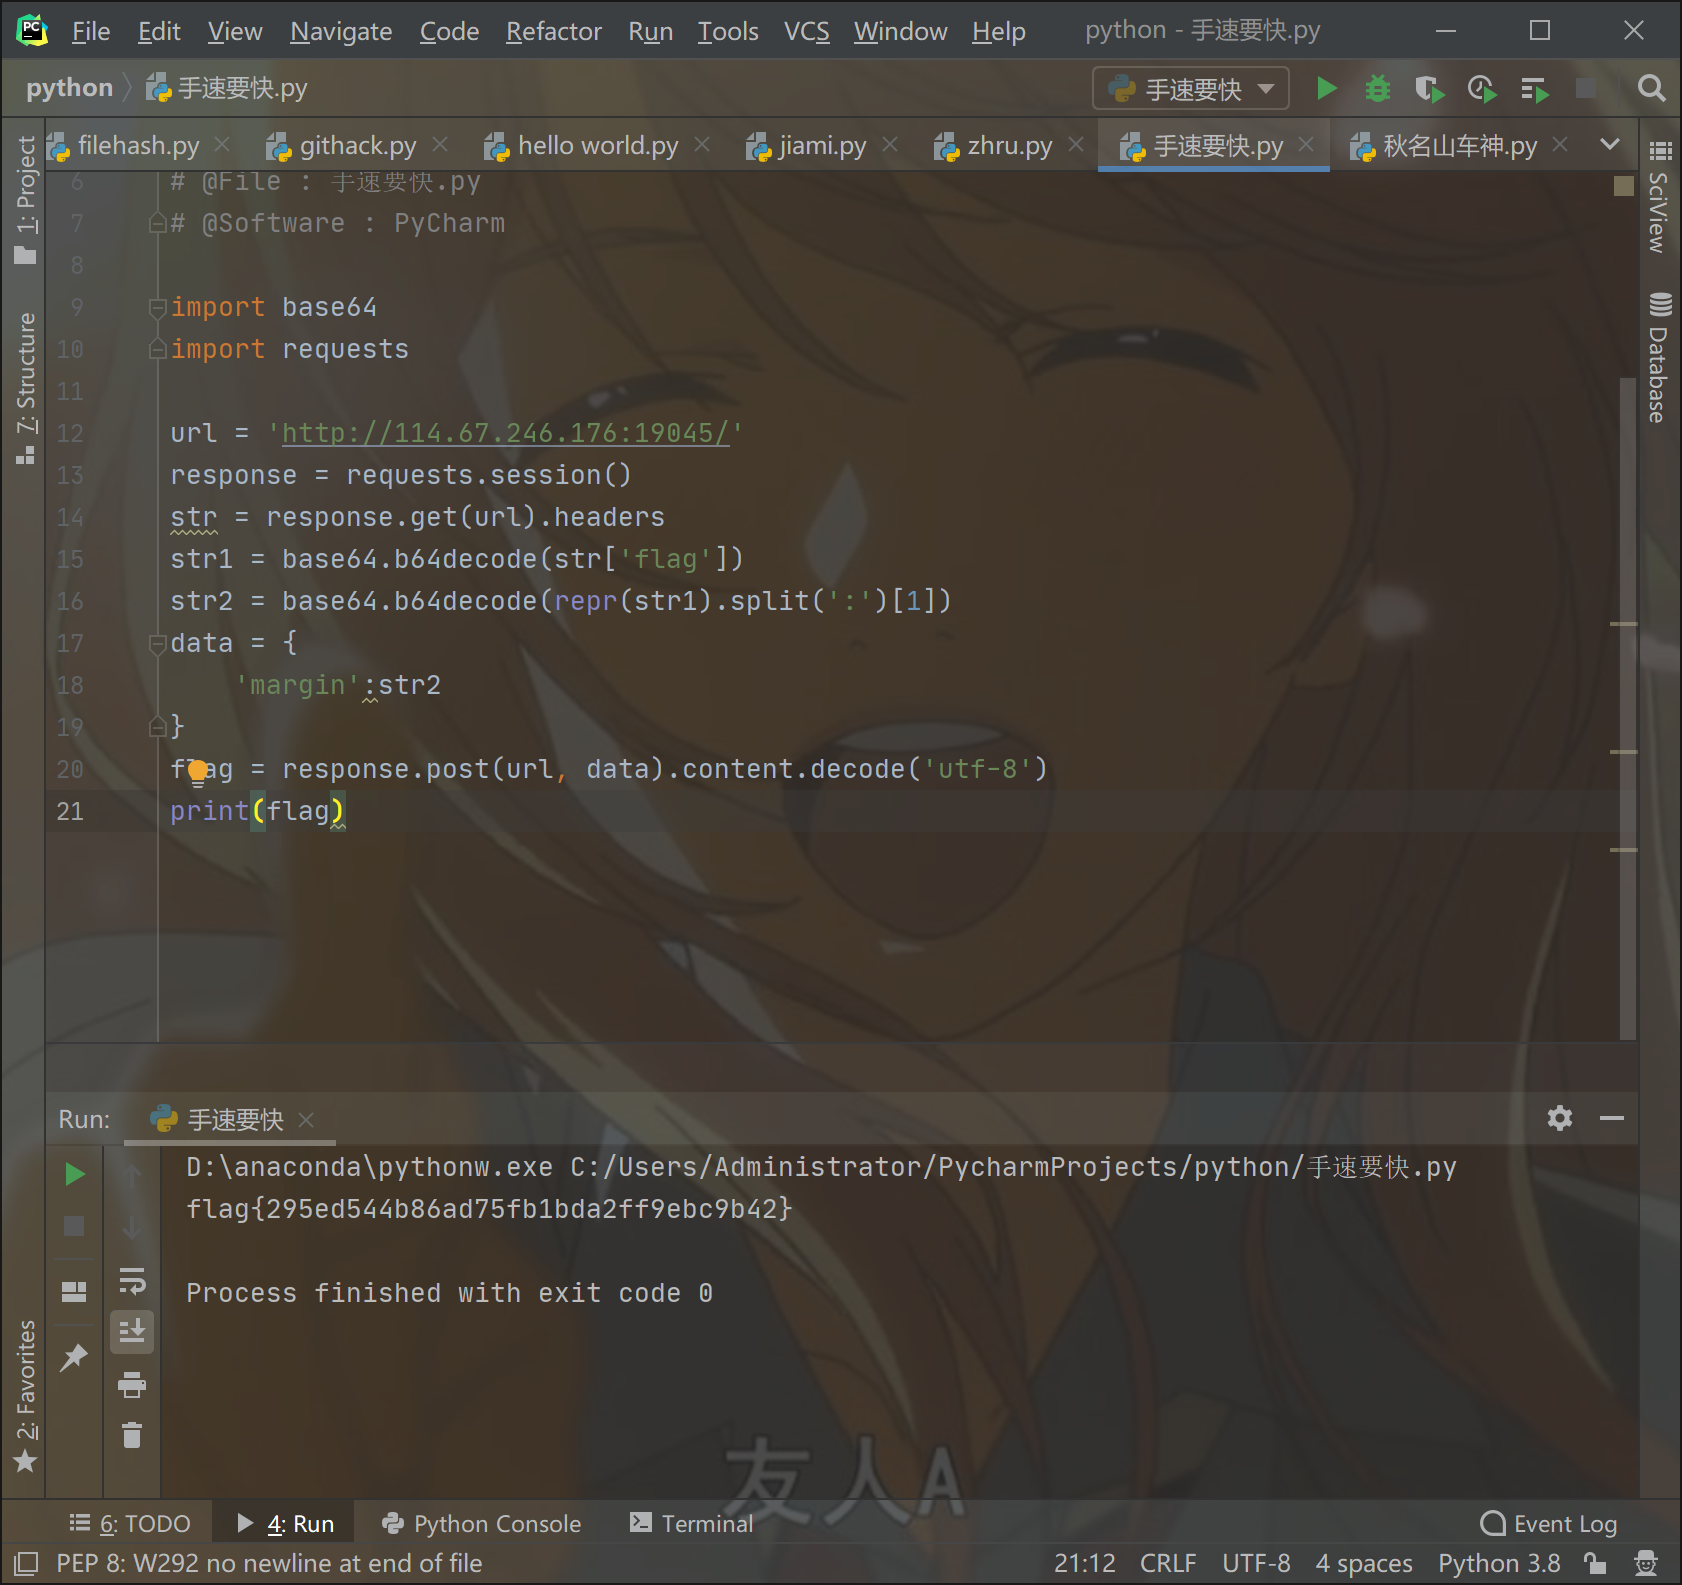 File Edit View Navigate Code Refactor Run Tools VCS Window Help python - 手速要快.py
python 手速要快.py 手速要快
filehash.py githack.py hello world.py jiami.py zhru.py 手速要快.py 秋名山车神.py
1: Project
7: Structure
2: Favorites
SciView
Database
6 # @File : 手速要快.py
7 # @Software : PyCharm
8
9 import base64
10 import requests
11
12 url = 'http://114.67.246.176:19045/'
13 response = requests.session()
14 str = response.get(url).headers
15 str1 = base64.b64decode(str['flag'])
16 str2 = base64.b64decode(repr(str1).split(':')[1])
17 data = {
18 'margin':str2
19 }
20 flag = response.post(url, data).content.decode('utf-8')
21 print(flag)
Run: 手速要快
D:\anaconda\pythonw.exe C:/Users/Administrator/PycharmProjects/python/手速要快.py
flag{295ed544b86ad75fb1bda2ff9ebc9b42}
Process finished with exit code 0
友人A
6: TODO 4: Run Python Console Terminal Event Log
PEP 8: W292 no newline at end of file 21:12 CRLF UTF-8 4 spaces Python 3.8